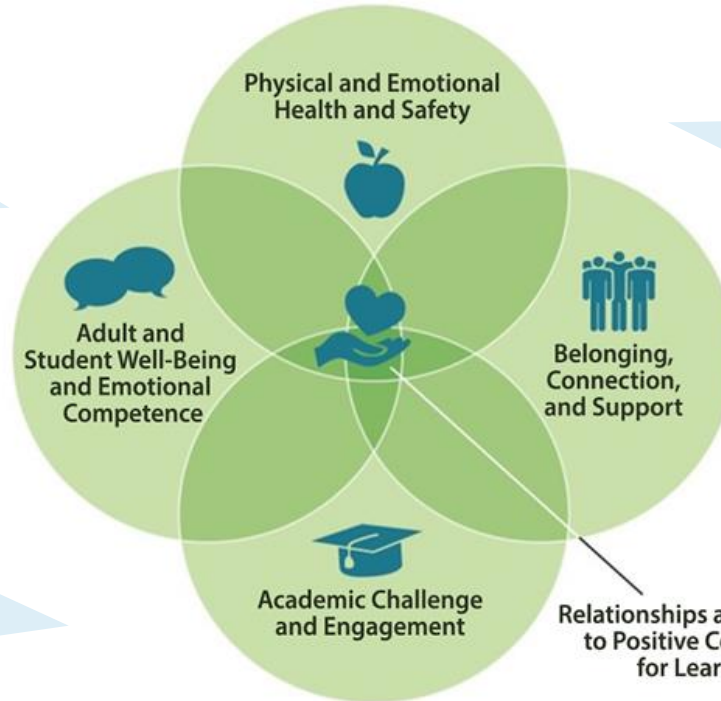 Physical and Emotional
Health and Safety
Adult and
Student Well-Being
and Emotional
Competence
Belonging,
Connection,
and Support
Academic Challenge
and Engagement
Relationships
to Positive
for